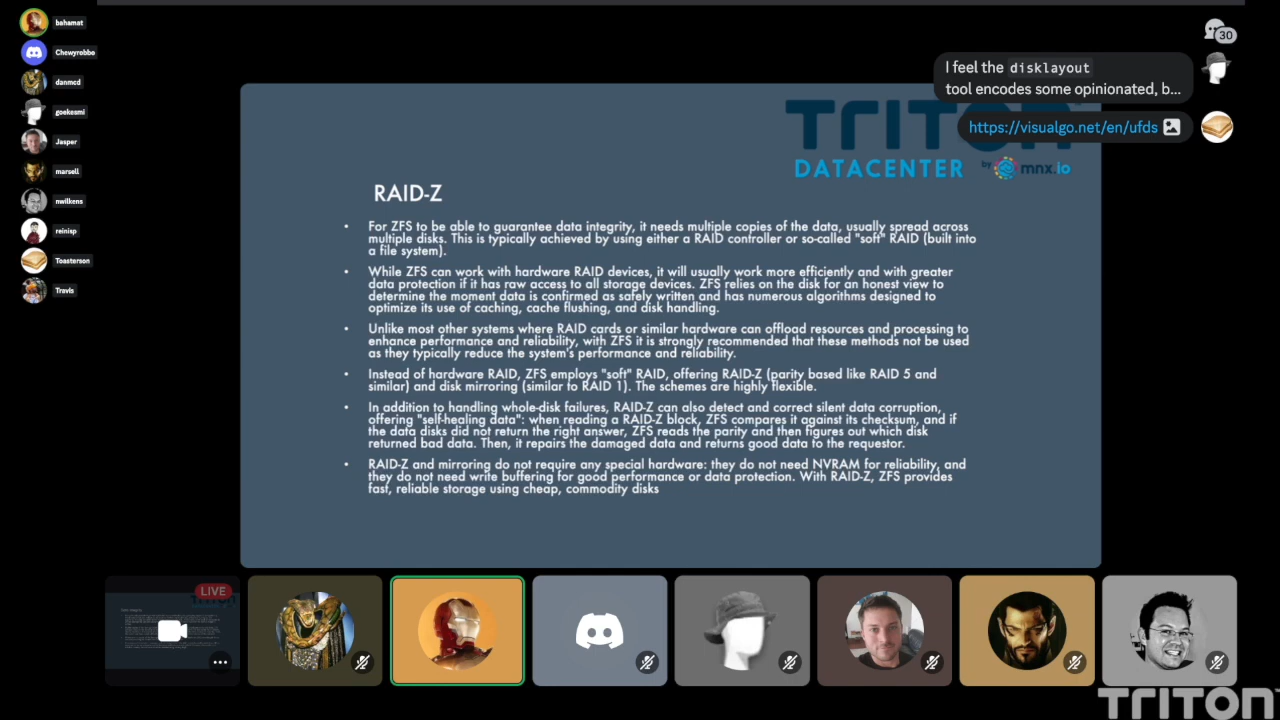 bahamat
Chewyrobbo
danmcd
goekesmi
Jasper
marsell
nwilkens
reinisp
Toasterson
Travis
30
I feel the disklayout
tool encodes some opinionated, b...
https://visualgo.net/en/ufds
TRITON
DATACENTER by mnx.io
RAID-Z
• For ZFS to be able to guarantee data integrity, it needs multiple copies of the data, usually spread across
multiple disks. This is typically achieved by using either a RAID controller or so-called "soft" RAID (built into
a file system).
• While ZFS can work with hardware RAID devices, it will usually work more efficiently and with greater
data protection if it has raw access to all storage devices. ZFS relies on the disk for an honest view to
determine the moment data is confirmed as safely written and has numerous algorithms designed to
optimize its use of caching, cache flushing, and disk handling.
• Unlike most other systems where RAID cards or similar hardware can offload resources and processing to
enhance performance and reliability, with ZFS it is strongly recommended that these methods not be used
as they typically reduce the system's performance and reliability.
• Instead of hardware RAID, ZFS employs "soft" RAID, offering RAID-Z (parity based like RAID 5 and
similar) and disk mirroring (similar to RAID 1). The schemes are highly flexible.
• In addition to handling whole-disk failures, RAID-Z can also detect and correct silent data corruption,
offering "self-healing data": when reading a RAID-Z block, ZFS compares it against its checksum, and if
the data disks did not return the right answer, ZFS reads the parity and then figures out which disk
returned bad data. Then, it repairs the damaged data and returns good data to the requestor.
• RAID-Z and mirroring do not require any special hardware: they do not need NVRAM for reliability, and
they do not need write buffering for good performance or data protection. With RAID-Z, ZFS provides
fast, reliable storage using cheap, commodity disks
LIVE
TRITON